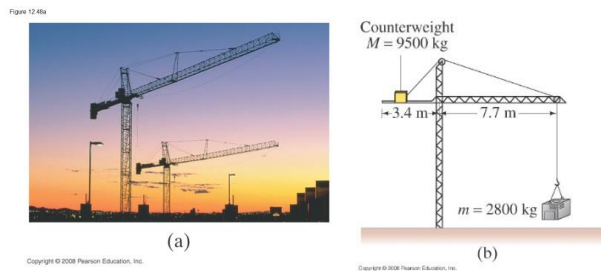 Figure 12.48a
Counterweight
M = 9500 kg
3.4 m
7.7 m
m = 2800 kg
(a)
(b)
Copyright © 2008 Pearson Education, Inc.
Copyright © 2008 Pearson Education, Inc.